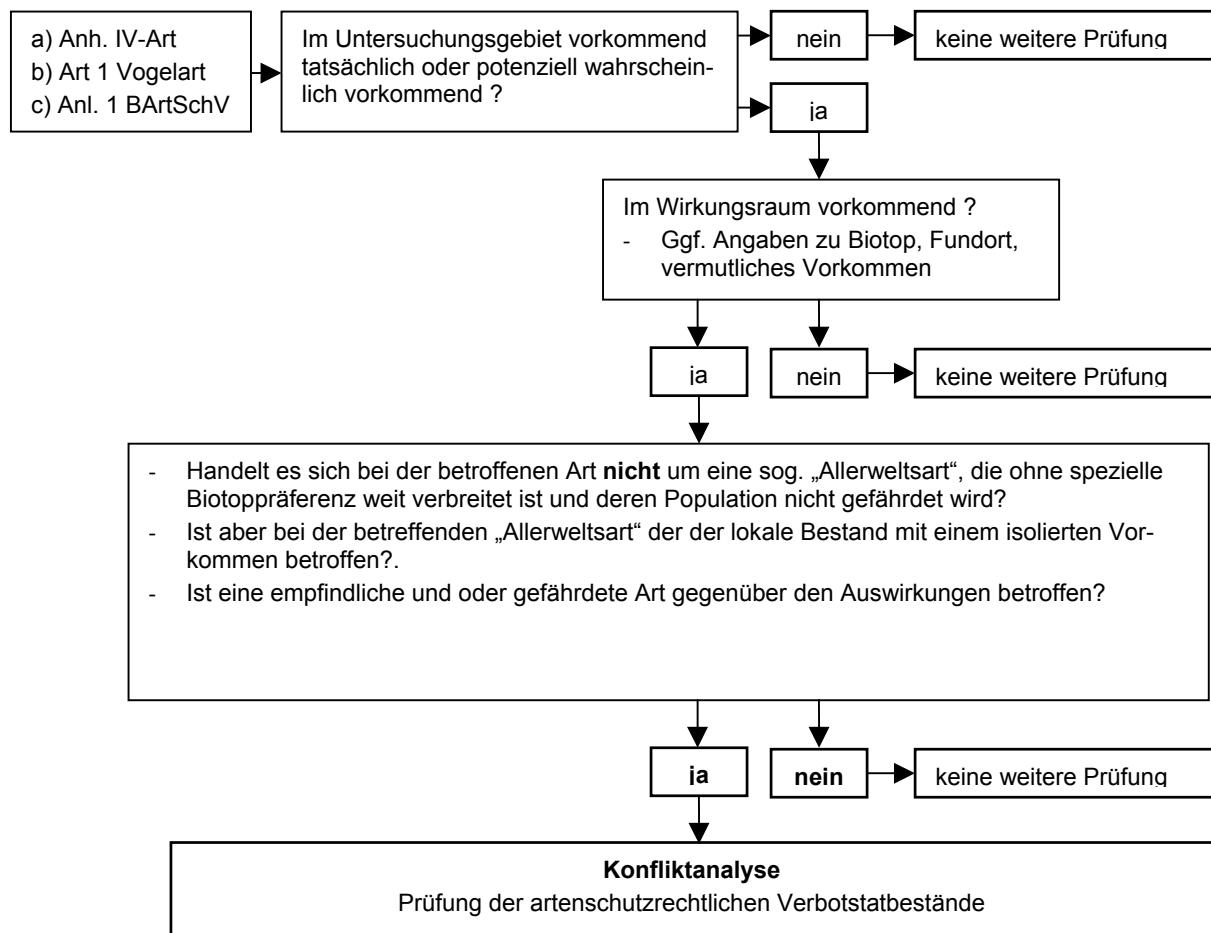 a) Anh. IV-Art
b) Art 1 Vogelart
c) Anl. 1 BArtSchV
Im Untersuchungsgebiet vorkommend
tatsächlich oder potenziell wahrschein-
lich vorkommend ?
nein
keine weitere Prüfung
ja
Im Wirkungsraum vorkommend ?
- Ggf. Angaben zu Biotop, Fundort,
vermutliches Vorkommen
ja
nein
keine weitere Prüfung
- Handelt es sich bei der betroffenen Art nicht um eine sog. „Allerweltsart“, die ohne spezielle
Biotoppräferenz weit verbreitet ist und deren Population nicht gefährdet wird?
- Ist aber bei der betreffenden „Allerweltsart“ der der lokale Bestand mit einem isolierten Vor-
kommen betroffen?.
- Ist eine empfindliche und oder gefährdete Art gegenüber den Auswirkungen betroffen?
ja
nein
keine weitere Prüfung
Konfliktanalyse
Prüfung der artenschutzrechtlichen Verbotstatbestände